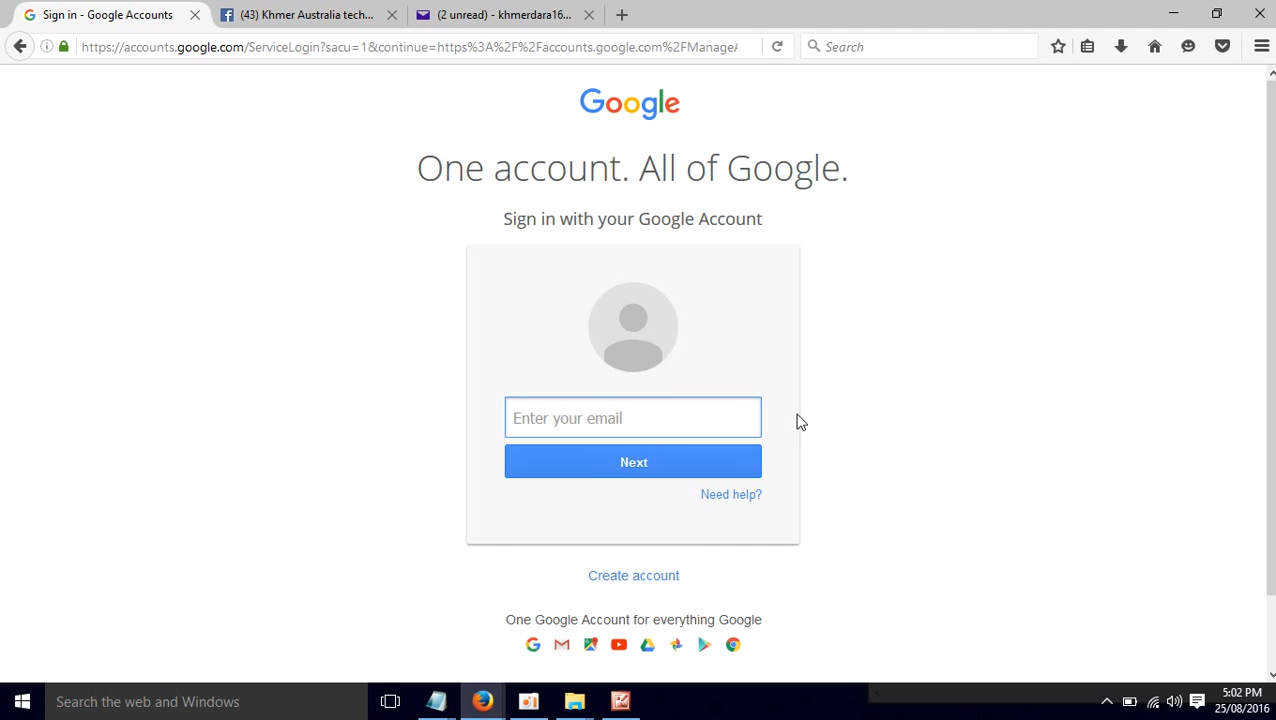 Sign in - Google Accounts
(43) Khmer Australia tech...
(2 unread) - khmerdara16...
https://accounts.google.com/ServiceLogin?sacu=1&continue=https%3A%2F%2Faccounts.google.com%2FManageA
Search
Google
One account. All of Google.
Sign in with your Google Account
Enter your email
Next
Need help?
Create account
One Google Account for everything Google
Search the web and Windows
5:02 PM
25/08/2016